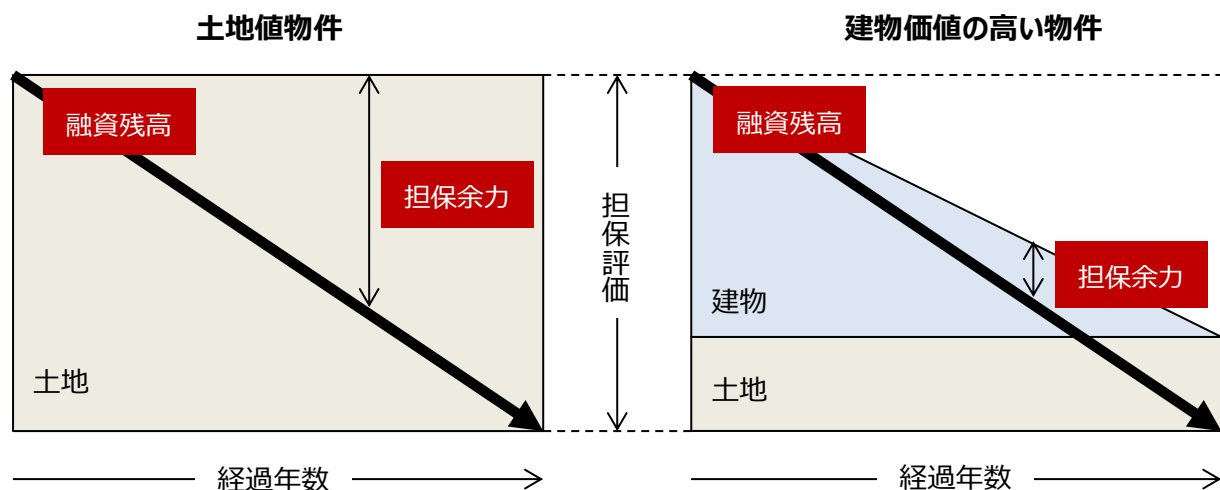 土地値物件
融資残高
担保余力
土地
経過年数
担保評価
建物価値の高い物件
融資残高
担保余力
建物
土地
経過年数